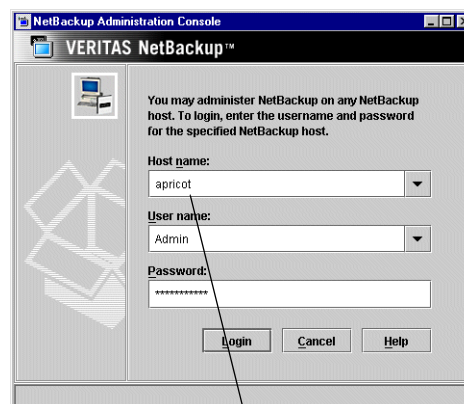 NetBackup Administration Console
VERITAS NetBackup™
You may administer NetBackup on any NetBackup
host. To login, enter the username and password
for the specified NetBackup host.
Host name:
apricot
User name:
Admin
Password:
***********
Login
Cancel
Help